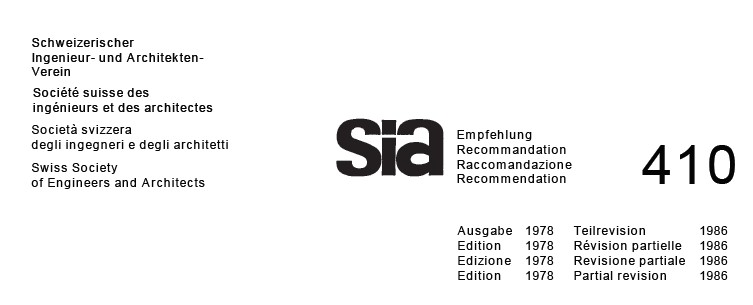 Schweizerischer
Ingenieur- und Architekten-
Verein
Société suisse des
ingénieurs et des architectes
Società svizzera
degli ingegneri e degli architetti
Swiss Society
of Engineers and Architects
sia
Empfehlung
Recommandation
Raccomandazione
Recommendation
410
Ausgabe 1978 Teilrevision 1986
Edition 1978 Révision partielle 1986
Edizione 1978 Revisione partiale 1986
Edition 1978 Partial revision 1986